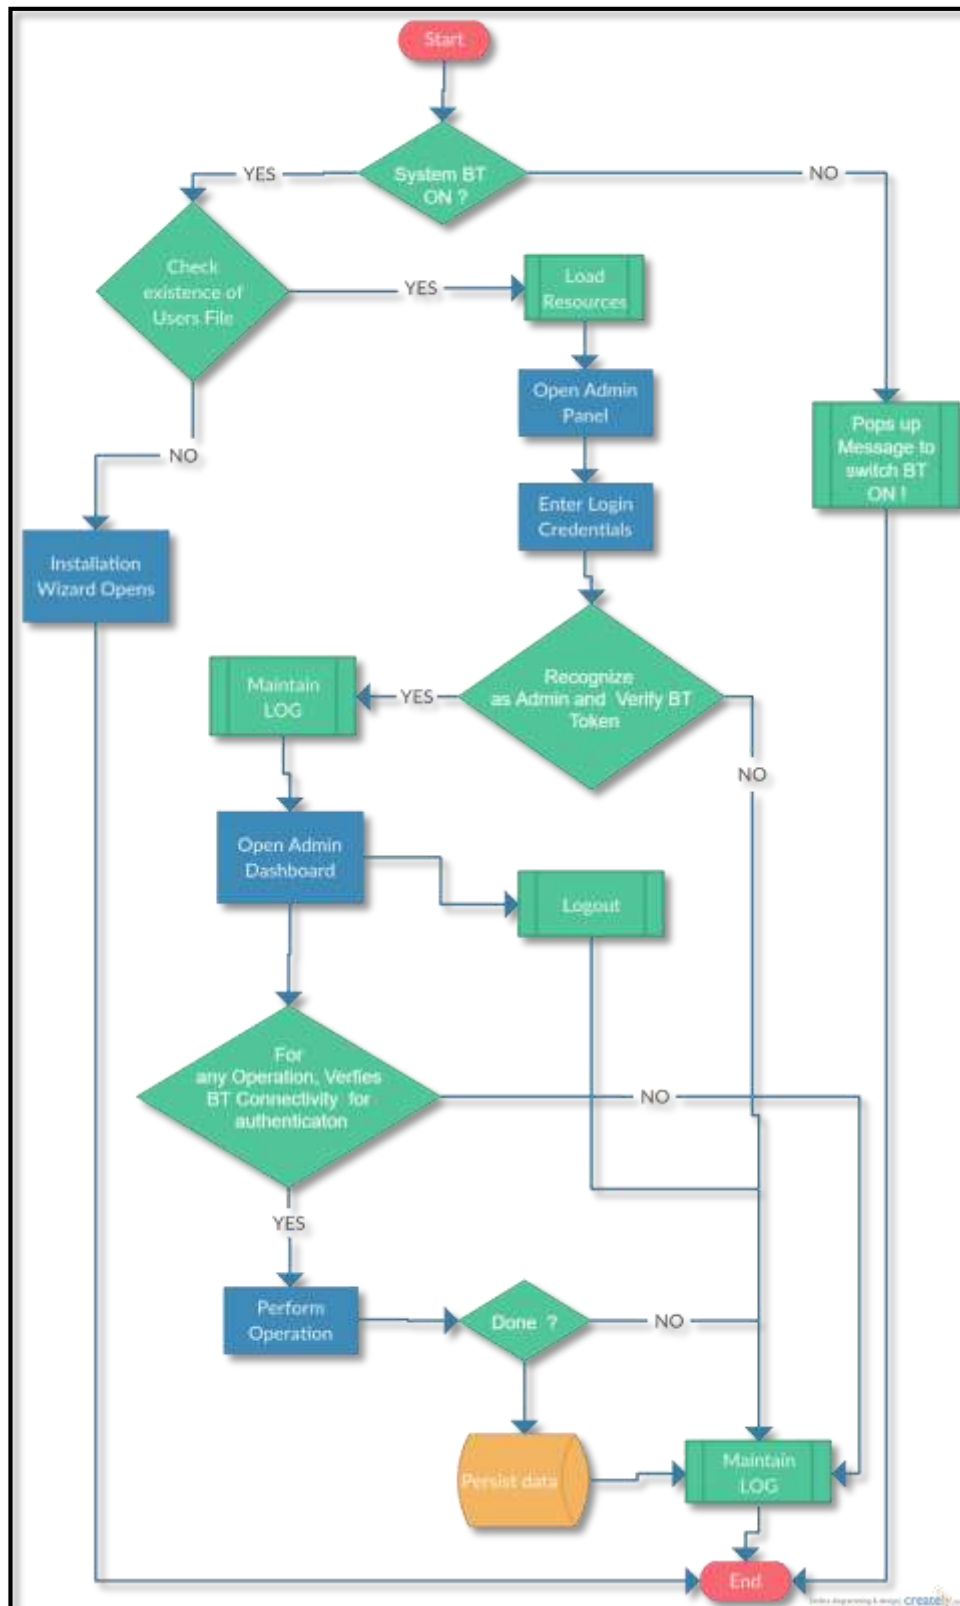 Start
System BT
ON ?
YES
NO
Check
existence of
Users File
YES
Load
Resources
Open Admin
Panel
Pops up
Message to
switch BT
ON !
NO
Enter Login
Credentials
Installation
Wizard Opens
Recognize
as Admin and Verify BT
Token
YES
Maintain
LOG
NO
Open Admin
Dashboard
Logout
For
any Operation, Verfies
BT Connectivity for
authenticaton
NO
YES
Perform
Operation
Done ?
NO
Persist data
Maintain
LOG
End
creately